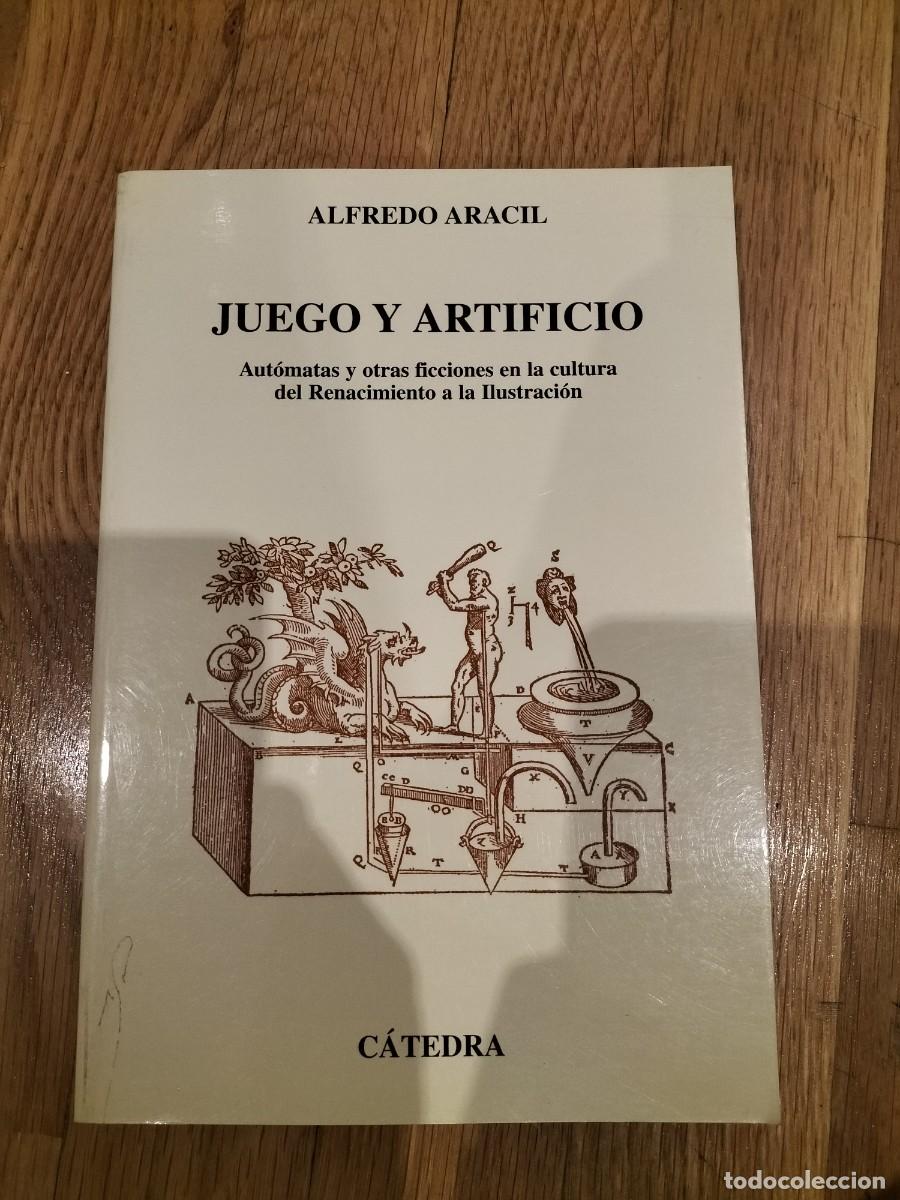 ALFREDO ARACIL
JUEGO Y ARTIFICIO
Autómatas y otras ficciones en la cultura
del Renacimiento a la Ilustración
CÁTEDRA
todocoleccion